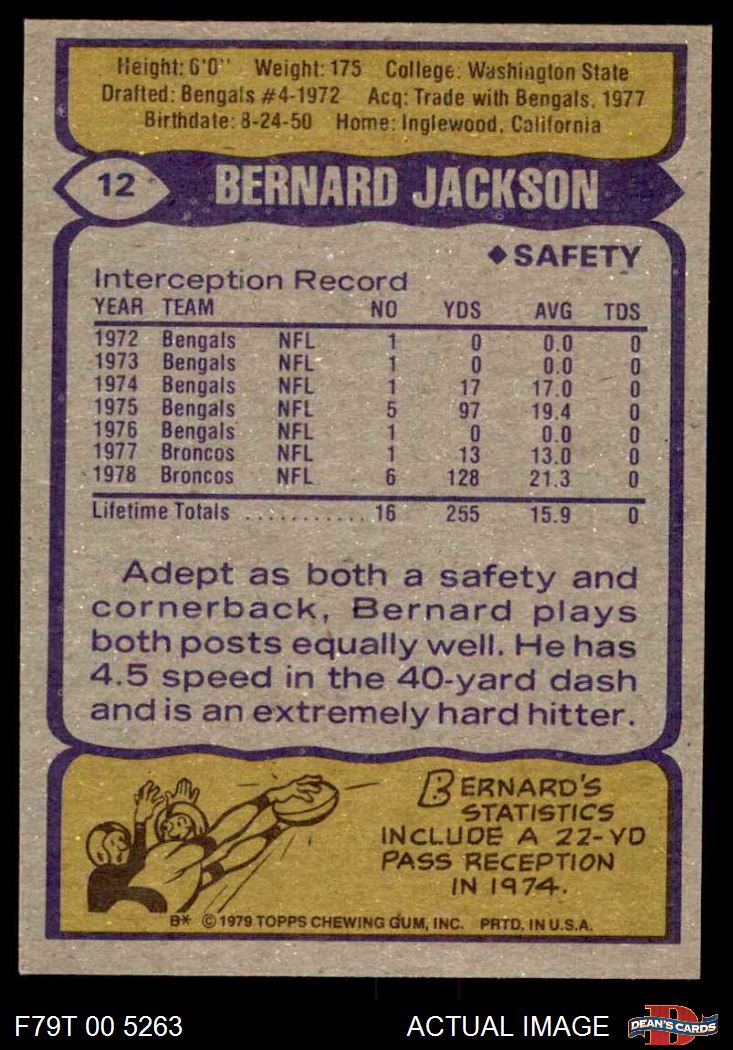 Height: 6'0" Weight: 175 College: Washington State
Drafted: Bengals #4-1972 Acq: Trade with Bengals, 1977
Birthdate: 8-24-50 Home: Inglewood, California
12 BERNARD JACKSON
◆ SAFETY
Interception Record
YEAR TEAM NO YDS AVG TDS
1972 Bengals NFL 1 0 0.0 0
1973 Bengals NFL 1 0 0.0 0
1974 Bengals NFL 1 17 17.0 0
1975 Bengals NFL 5 97 19.4 0
1976 Bengals NFL 1 0 0.0 0
1977 Broncos NFL 1 13 13.0 0
1978 Broncos NFL 6 128 21.3 0
Lifetime Totals ........... 16 255 15.9 0
Adept as both a safety and
cornerback, Bernard plays
both posts equally well. He has
4.5 speed in the 40-yard dash
and is an extremely hard hitter.
BERNARD'S
STATISTICS
INCLUDE A 22-YD
PASS RECEPTION
IN 1974.
B* © 1979 TOPPS CHEWING GUM, INC. PRTD. IN U.S.A.
F79T 00 5263 ACTUAL IMAGE D DEAN'S CARDS